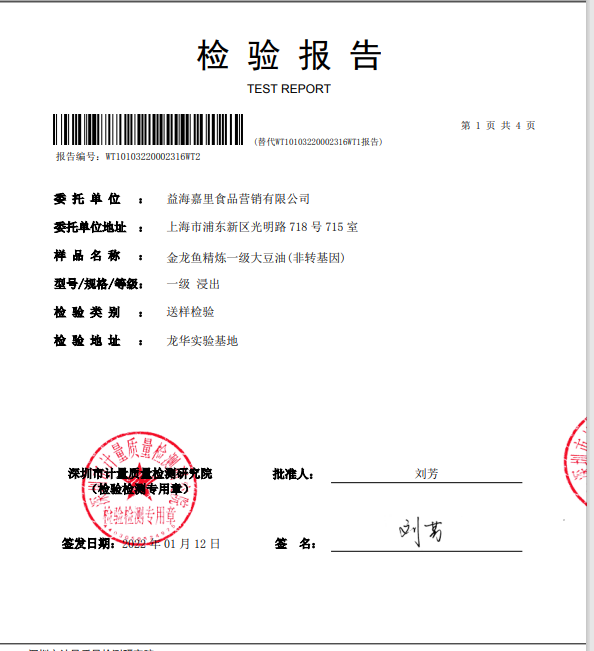 检验报告
TEST REPORT
第 1 页 共 4 页
(替代WT10103220002316WT1报告)
报告编号：WT10103220002316WT2
委托单位 ： 益海嘉里食品营销有限公司
委托单位地址 ： 上海市浦东新区光明路 718 号 715 室
样品名称 ： 金龙鱼精炼一级大豆油(非转基因)
型号/规格/等级： 一级 浸出
检验类别 ： 送样检验
检验地址 ： 龙华实验基地
深圳市计量质量检测研究院
（检验检测专用章）
检验检测专用章
批准人： 刘芳
签发日期： 2022 年 01 月 12 日
签 名： 刘芳